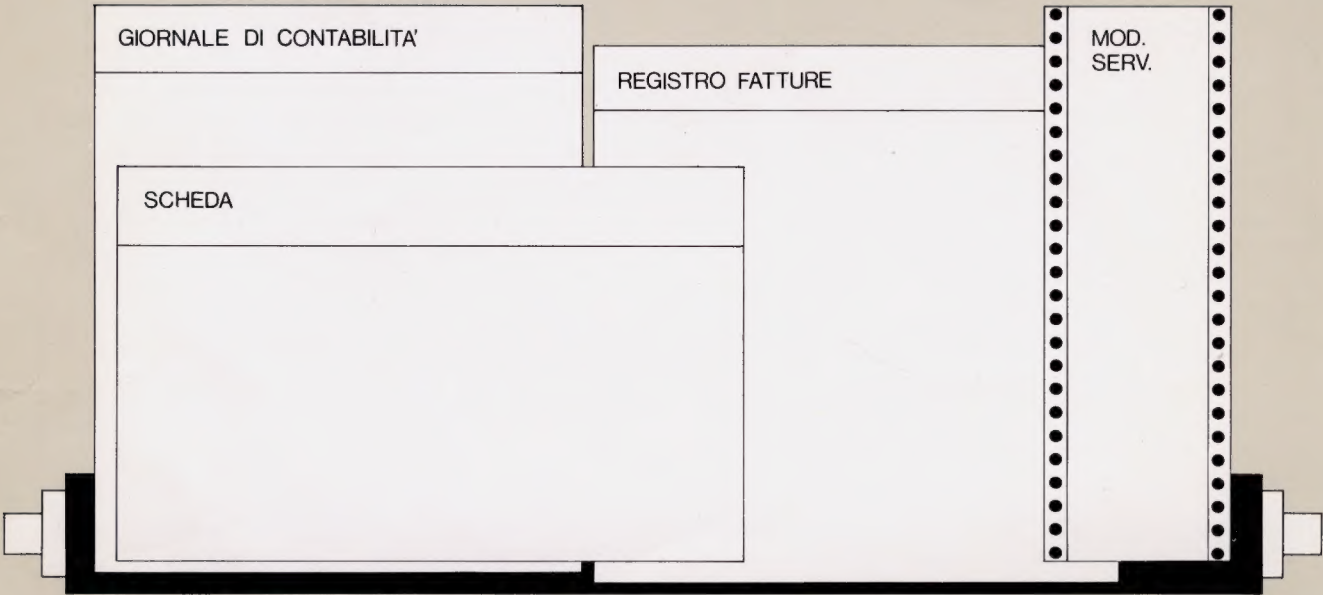 GIORNALE DI CONTABILITA'
REGISTRO FATTURE
MOD.
SERV.
SCHEDA